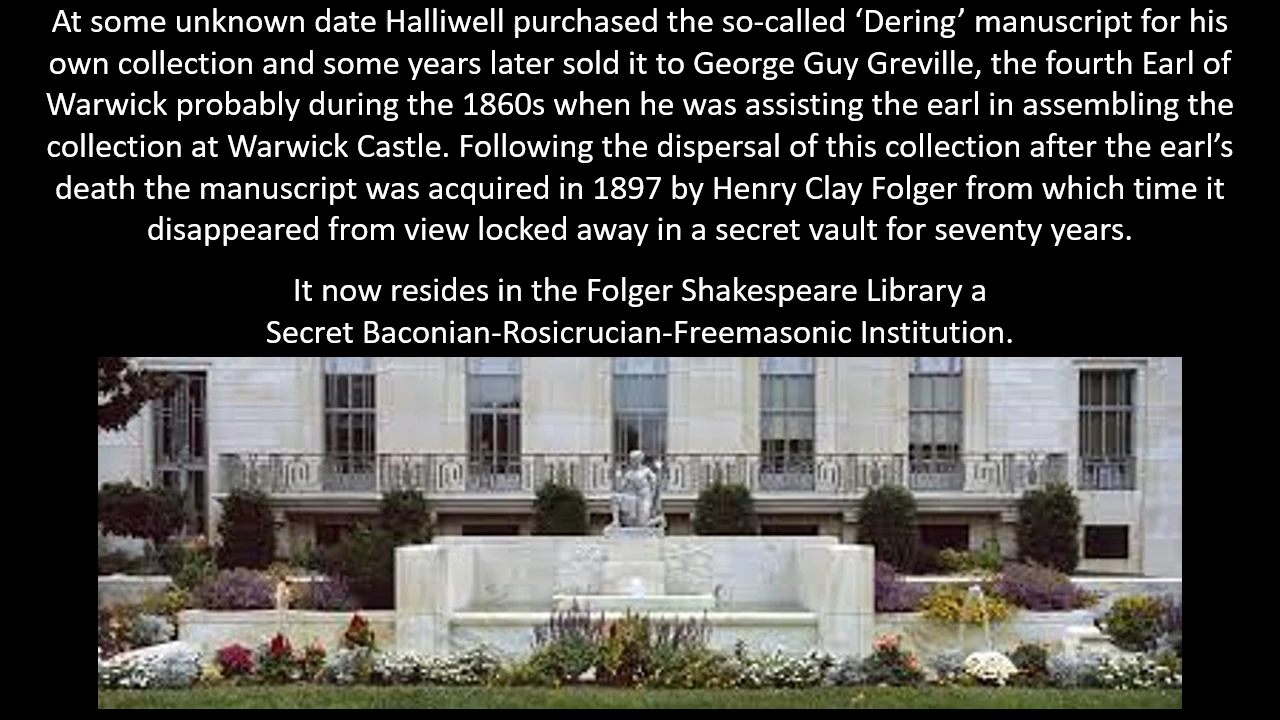 At some unknown date Halliwell purchased the so-called ‘Dering’ manuscript for his
own collection and some years later sold it to George Guy Greville, the fourth Earl of
Warwick probably during the 1860s when he was assisting the earl in assembling the
collection at Warwick Castle. Following the dispersal of this collection after the earl’s
death the manuscript was acquired in 1897 by Henry Clay Folger from which time it
disappeared from view locked away in a secret vault for seventy years.
It now resides in the Folger Shakespeare Library a
Secret Baconian-Rosicrucian-Freemasonic Institution.